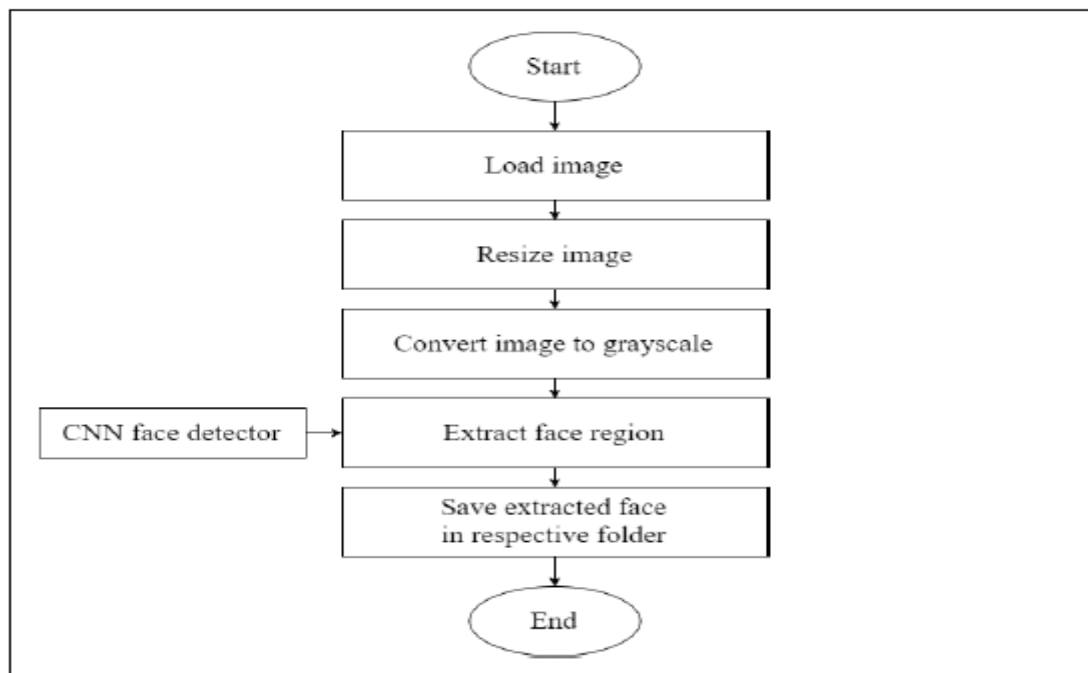 Start
Load image
Resize image
Convert image to grayscale
CNN face detector
Extract face region
Save extracted face
in respective folder
End